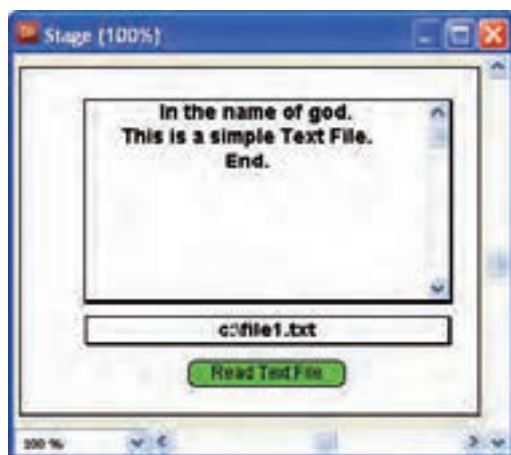 Stage (100%)
In the name of god.
This is a simple Text File.
End.
c:\file1.txt
Read Text File
100 %